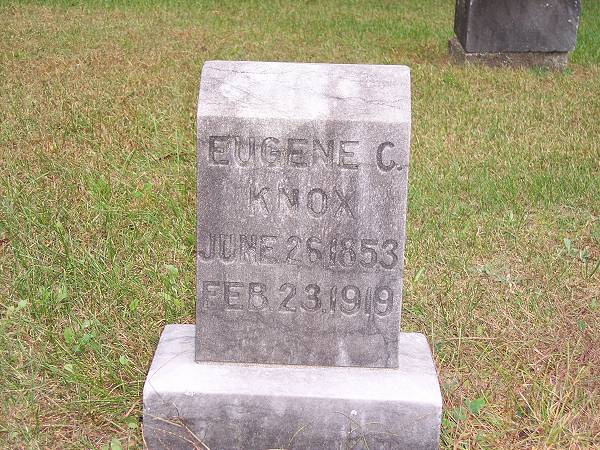 EUGENE C.
KNOX
JUNE 26, 1853
FEB. 23, 1919